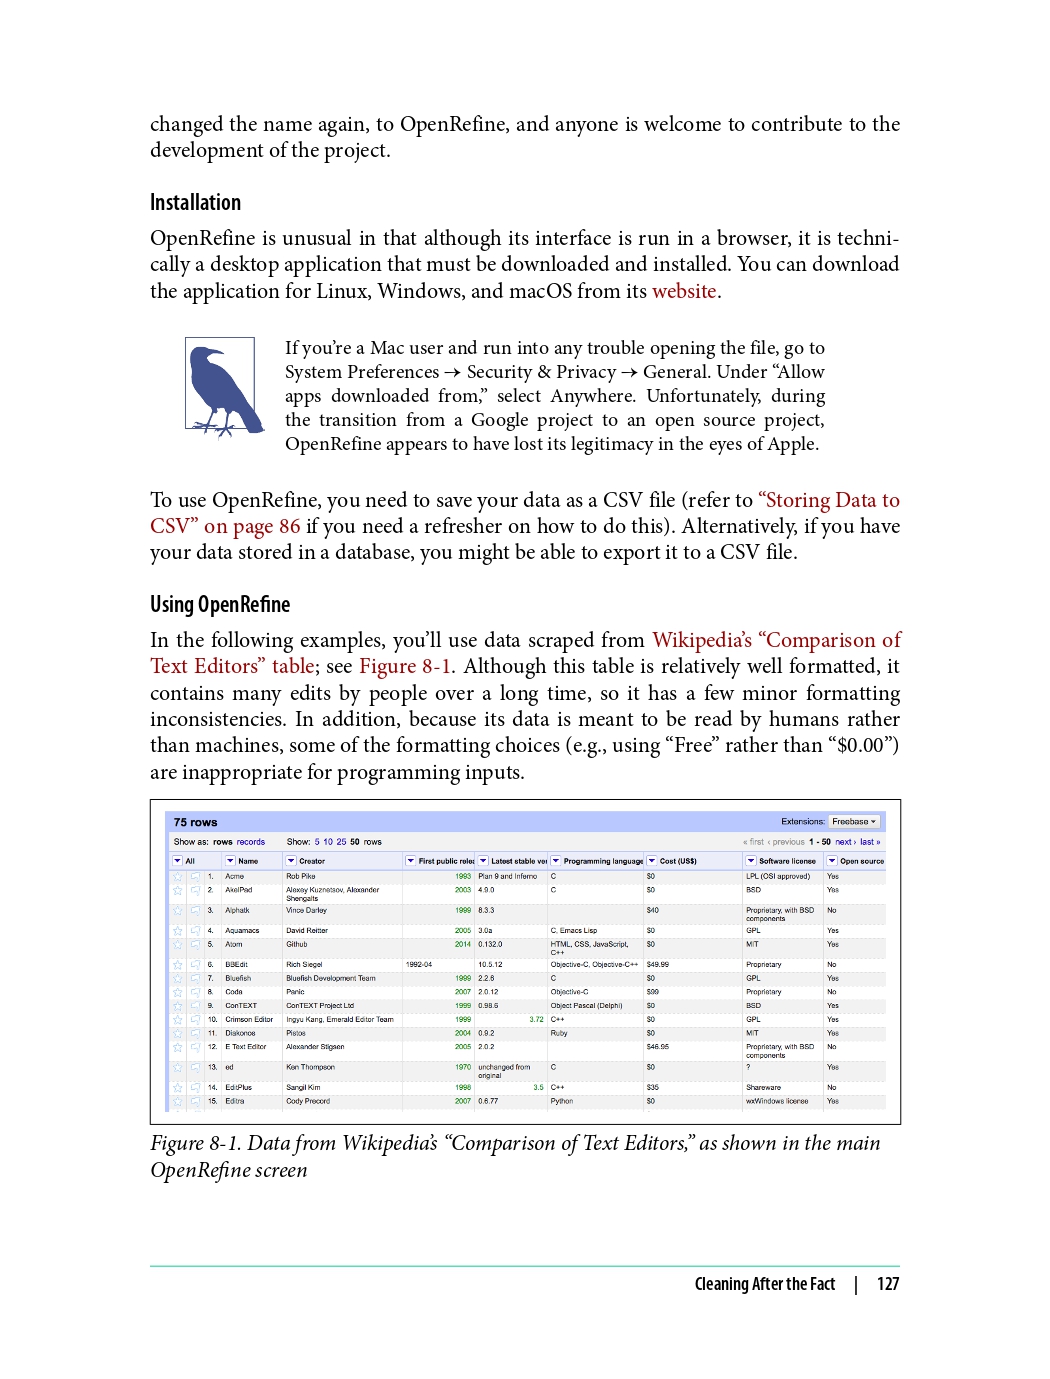 changed the name again, to OpenRefine, and anyone is welcome to contribute to the
development of the project.
Installation
OpenRefine is unusual in that although its interface is run in a browser, it is techni-
cally a desktop application that must be downloaded and installed. You can download
the application for Linux, Windows, and macOS from its website.
If you’re a Mac user and run into any trouble opening the file, go to
System Preferences → Security & Privacy → General. Under “Allow
apps downloaded from,” select Anywhere. Unfortunately, during
the transition from a Google project to an open source project,
OpenRefine appears to have lost its legitimacy in the eyes of Apple.
To use OpenRefine, you need to save your data as a CSV file (refer to “Storing Data to
CSV” on page 86 if you need a refresher on how to do this). Alternatively, if you have
your data stored in a database, you might be able to export it to a CSV file.
Using OpenRefine
In the following examples, you’ll use data scraped from Wikipedia’s “Comparison of
Text Editors” table; see Figure 8-1. Although this table is relatively well formatted, it
contains many edits by people over a long time, so it has a few minor formatting
inconsistencies. In addition, because its data is meant to be read by humans rather
than machines, some of the formatting choices (e.g., using “Free” rather than “$0.00”)
are inappropriate for programming inputs.
75 rows Extensions: Freebase
Show as: rows records Show: 5 10 25 50 rows « first ‹ previous 1 - 50 next › last »
All Name Creator First public relea Latest stable ver Programming language Cost (US$) Software license Open source
1. Acme Rob Pike 1993 Plan 9 and Inferno C $0 LPL (OSI approved) Yes
2. AkelPad Alexey Kuznetsov, Alexander 2003 4.9.0 C $0 BSD Yes
Shengalts
3. Alphatk Vince Darley 1999 8.3.3 $40 Proprietary, with BSD No
components
4. Aquamacs David Reitter 2005 3.0a C, Emacs Lisp $0 GPL Yes
5. Atom Github 2014 0.132.0 HTML, CSS, JavaScript, $0 MIT Yes
C++
6. BBEdit Rich Siegel 1992-04 10.5.12 Objective-C, Objective-C++ $49.99 Proprietary No
7. Bluefish Bluefish Development Team 1999 2.2.6 C $0 GPL Yes
8. Coda Panic 2007 2.0.12 Objective-C $99 Proprietary No
9. ConTEXT ConTEXT Project Ltd 1999 0.98.6 Object Pascal (Delphi) $0 BSD Yes
10. Crimson Editor Ingyu Kang, Emerald Editor Team 1999 3.72 C++ $0 GPL Yes
11. Diakonos Pistos 2004 0.9.2 Ruby $0 MIT Yes
12. E Text Editor Alexander Stigsen 2005 2.0.2 $46.95 Proprietary, with BSD No
components
13. ed Ken Thompson 1970 unchanged from C $0 ? Yes
original
14. EditPlus Sangil Kim 1998 3.5 C++ $35 Shareware No
15. Editra Cody Precord 2007 0.6.77 Python $0 wxWindows license Yes
Figure 8-1. Data from Wikipedia’s “Comparison of Text Editors,” as shown in the main
OpenRefine screen
Cleaning After the Fact | 127